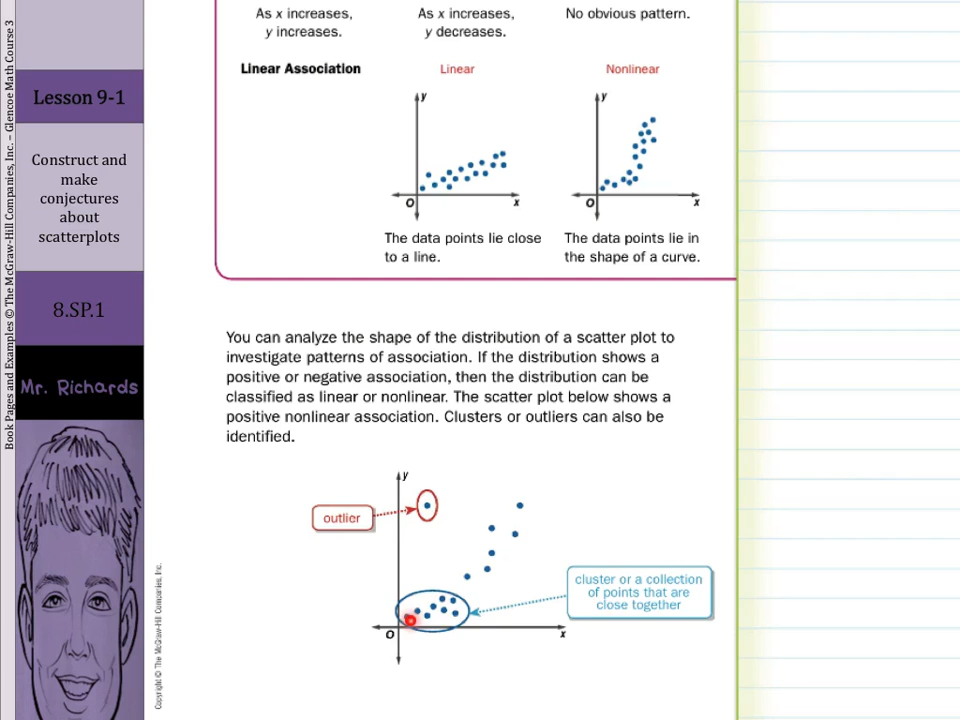 Book Pages and Examples © The McGraw-Hill Companies, Inc. – Glencoe Math Course 3
Lesson 9-1
Construct and
make
conjectures
about
scatterplots
8.SP.1
Mr. Richards
As x increases,
y increases.
As x increases,
y decreases.
No obvious pattern.
Linear Association
Linear
Nonlinear
y
O
x
y
O
x
The data points lie close
to a line.
The data points lie in
the shape of a curve.
You can analyze the shape of the distribution of a scatter plot to
investigate patterns of association. If the distribution shows a
positive or negative association, then the distribution can be
classified as linear or nonlinear. The scatter plot below shows a
positive nonlinear association. Clusters or outliers can also be
identified.
y
outlier
cluster or a collection
of points that are
close together
O
x
Copyright © The McGraw-Hill Companies, Inc.